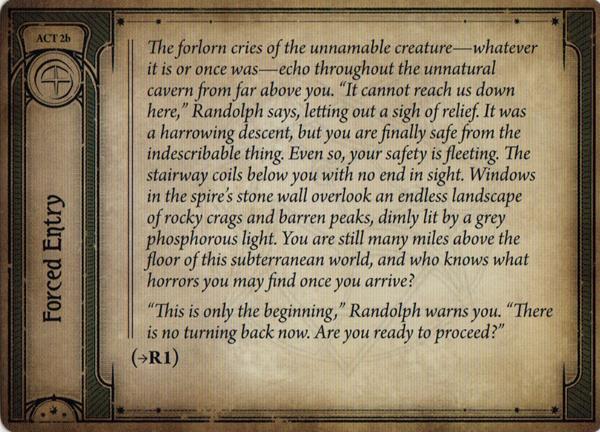 ACT 2b
Forced Entry
The forlorn cries of the unnamable creature—whatever
it is or once was—echo throughout the unnatural
cavern from far above you. “It cannot reach us down
here,” Randolph says, letting out a sigh of relief. It was
a harrowing descent, but you are finally safe from the
indescribable thing. Even so, your safety is fleeting. The
stairway coils below you with no end in sight. Windows
in the spire’s stone wall overlook an endless landscape
of rocky crags and barren peaks, dimly lit by a grey
phosphorous light. You are still many miles above the
floor of this subterranean world, and who knows what
horrors you may find once you arrive?
“This is only the beginning,” Randolph warns you. “There
is no turning back now. Are you ready to proceed?”
(→R1)